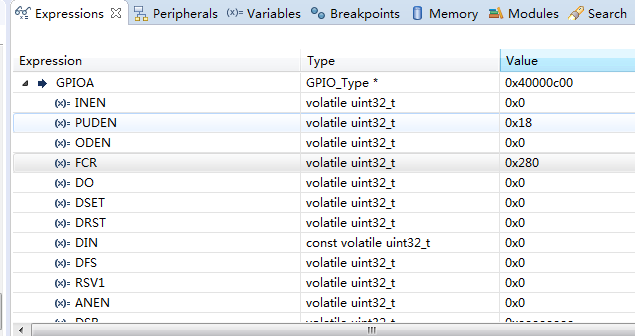 Expressions Peripherals (x)= Variables Breakpoints Memory Modules Search
Expression Type Value
GPIOA GPIO_Type * 0x40000c00
(x)= INEN volatile uint32_t 0x0
(x)= PUDEN volatile uint32_t 0x18
(x)= ODEN volatile uint32_t 0x0
(x)= FCR volatile uint32_t 0x280
(x)= DO volatile uint32_t 0x0
(x)= DSET volatile uint32_t 0x0
(x)= DRST volatile uint32_t 0x0
(x)= DIN const volatile uint32_t 0x0
(x)= DFS volatile uint32_t 0x0
(x)= RSV1 volatile uint32_t 0x0
(x)= ANEN volatile uint32_t 0x0
volatile uint32_t